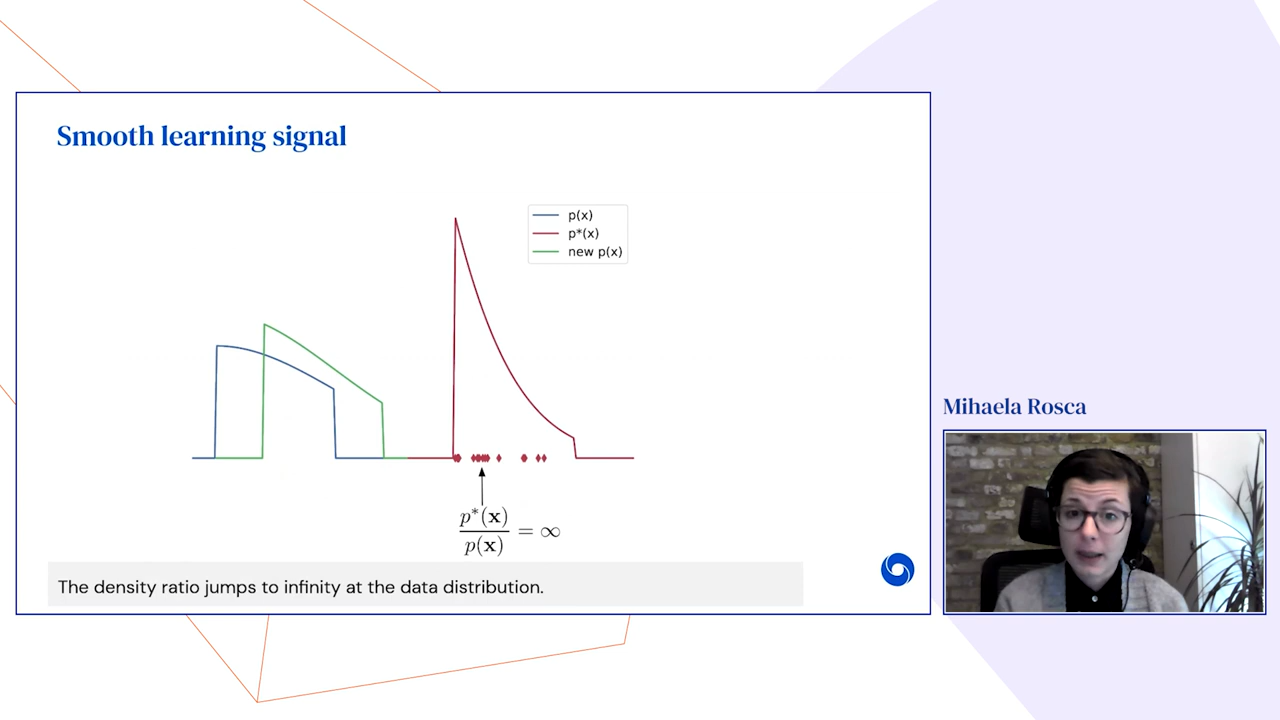 Smooth learning signal
p(x)
p*(x)
new p(x)
p*(x)
p(x)
= ∞
The density ratio jumps to infinity at the data distribution.
Mihaela Rosca